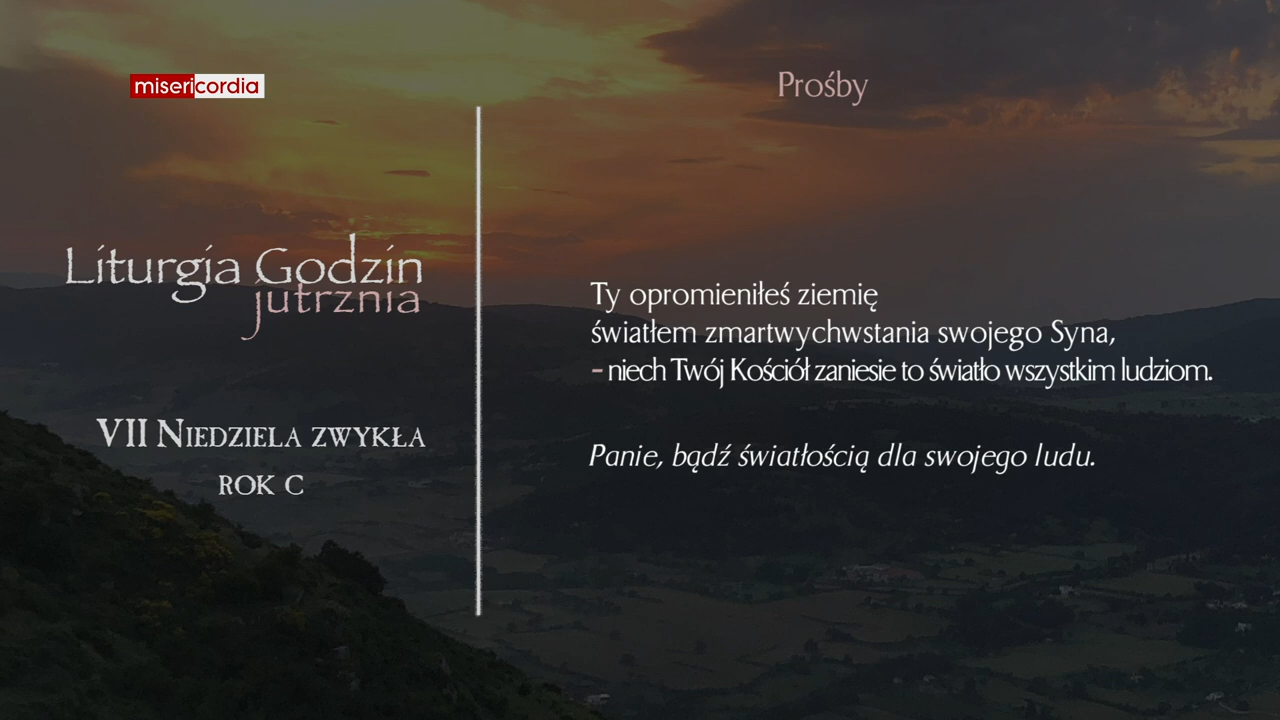 misericordia
Liturgia Godzin
jutrznia
VII Niedziela zwykła
rok C
Prośby
Ty opromieniłeś ziemię
światłem zmartwychwstania swojego Syna,
- niech Twój Kościół zaniesie to światło wszystkim ludziom.
Panie, bądź światłością dla swojego ludu.